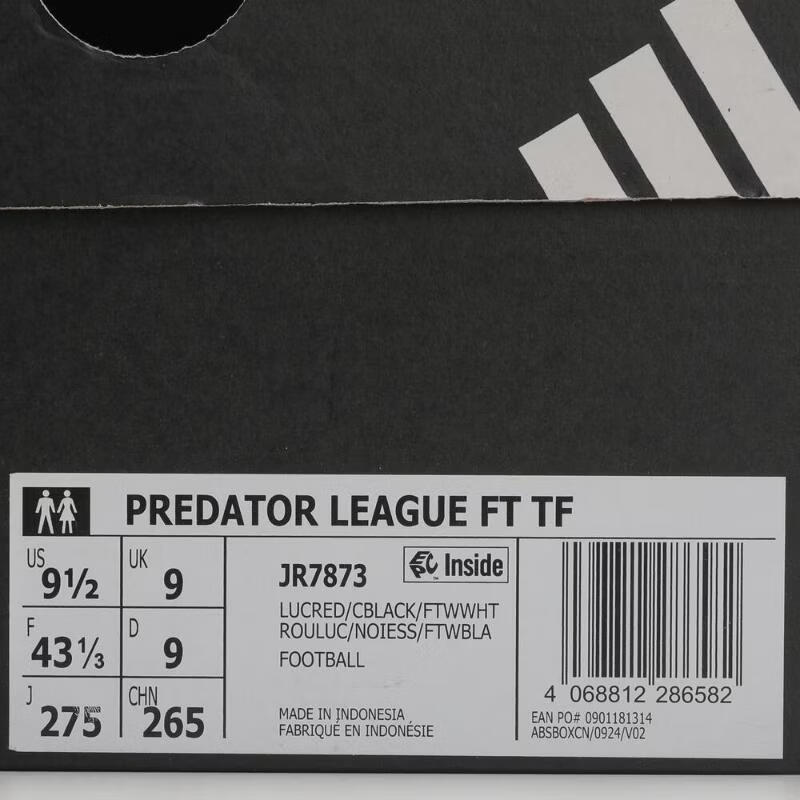 PREDATOR LEAGUE FT TF
US 9½ UK 9
F 43⅓ D 9
J 275 CHN 265
JR7873
Inside
LUCRED/CBLACK/FTWWHT
ROULUC/NOIESS/FTWBLA
FOOTBALL
MADE IN INDONESIA
FABRIQUÉ EN INDONÉSIE
4 068812 286582
EAN PO# 0901181314
ABSBOXCN/0924/V02